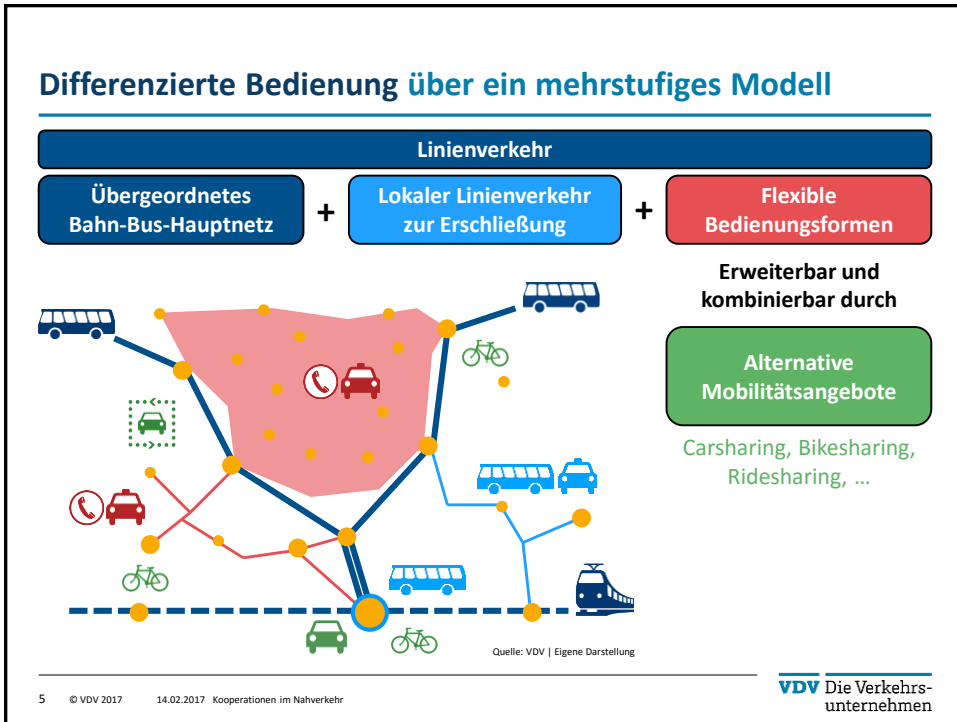 Differenzierte Bedienung über ein mehrstufiges Modell
Linienverkehr
Übergeordnetes
Bahn-Bus-Hauptnetz
+
Lokaler Linienverkehr
zur Erschließung
+
Flexible
Bedienungsformen
Erweiterbar und
kombinierbar durch
Alternative
Mobilitätsangebote
Carsharing, Bikesharing,
Ridesharing, ...
Quelle: VDV | Eigene Darstellung
5 © VDV 2017 14.02.2017 Kooperationen im Nahverkehr
VDV Die Verkehrs-
unternehmen